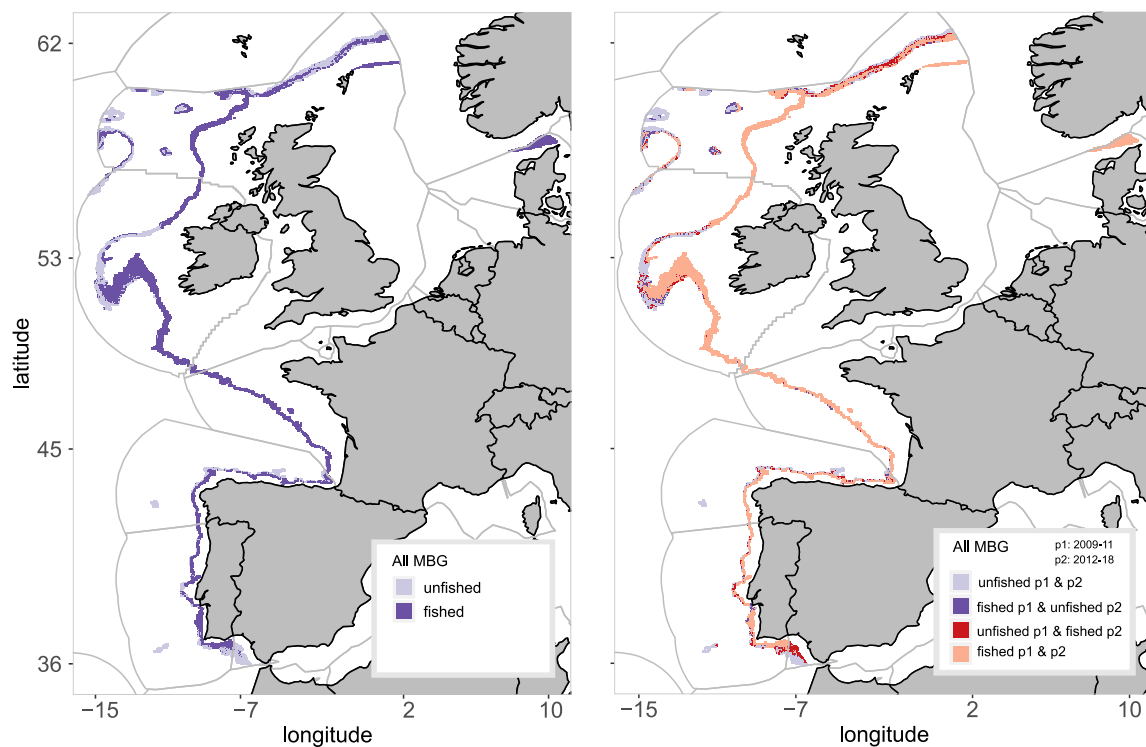 62
53
45
36
latitude
−15
−7
2
10
longitude
All MBG
unfished
fished
−15
−7
2
10
longitude
All MBG
p1: 2009-11
p2: 2012-18
unfished p1 & p2
fished p1 & unfished p2
unfished p1 & fished p2
fished p1 & p2